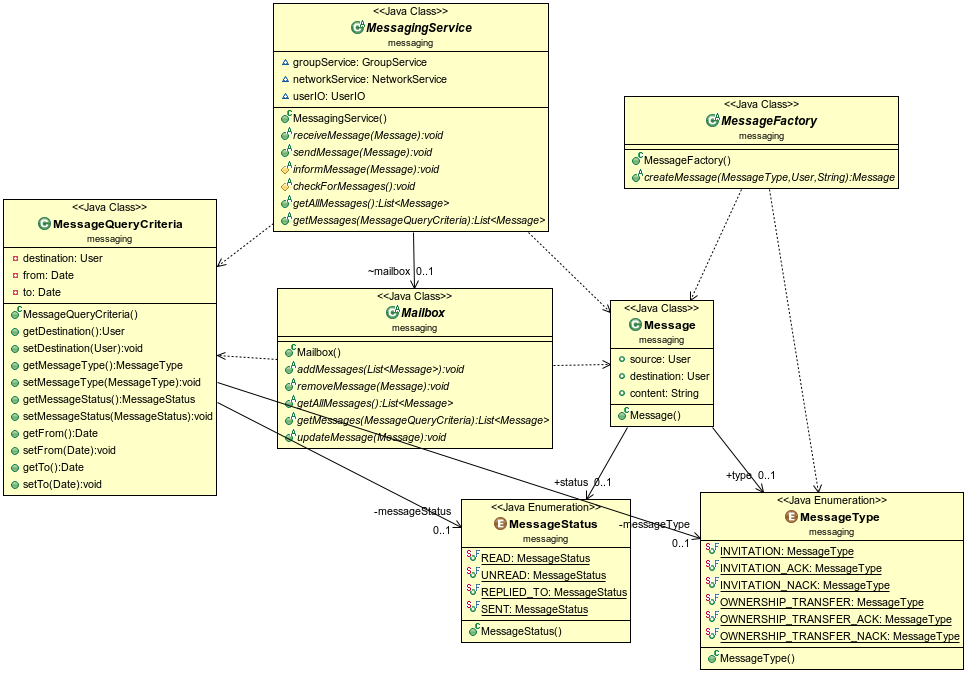 <<Java Class>>
MessagingService
messaging
groupService: GroupService
networkService: NetworkService
userIO: UserIO
MessagingService()
receiveMessage(Message):void
sendMessage(Message):void
informMessage(Message):void
checkForMessages():void
getAllMessages():List<Message>
getMessages(MessageQueryCriteria):List<Message>
<<Java Class>>
MessageFactory
messaging
MessageFactory()
createMessage(MessageType,User,String):Message
<<Java Class>>
MessageQueryCriteria
messaging
destination: User
from: Date
to: Date
MessageQueryCriteria()
getDestination():User
setDestination(User):void
getMessageType():MessageType
setMessageType(MessageType):void
getMessageStatus():MessageStatus
setMessageStatus(MessageStatus):void
getFrom():Date
setFrom(Date):void
getTo():Date
setTo(Date):void
~mailbox 0..1
<<Java Class>>
Mailbox
messaging
Mailbox()
addMessages(List<Message>):void
removeMessage(Message):void
getAllMessages():List<Message>
getMessages(MessageQueryCriteria):List<Message>
updateMessage(Message):void
<<Java Class>>
Message
messaging
source: User
destination: User
content: String
Message()
+status 0..1
+type 0..1
-messageStatus
0..1
-messageType
0..1
<<Java Enumeration>>
MessageStatus
messaging
READ: MessageStatus
UNREAD: MessageStatus
REPLIED_TO: MessageStatus
SENT: MessageStatus
MessageStatus()
<<Java Enumeration>>
MessageType
messaging
INVITATION: MessageType
INVITATION_ACK: MessageType
INVITATION_NACK: MessageType
OWNERSHIP_TRANSFER: MessageType
OWNERSHIP_TRANSFER_ACK: MessageType
OWNERSHIP_TRANSFER_NACK: MessageType
MessageType()